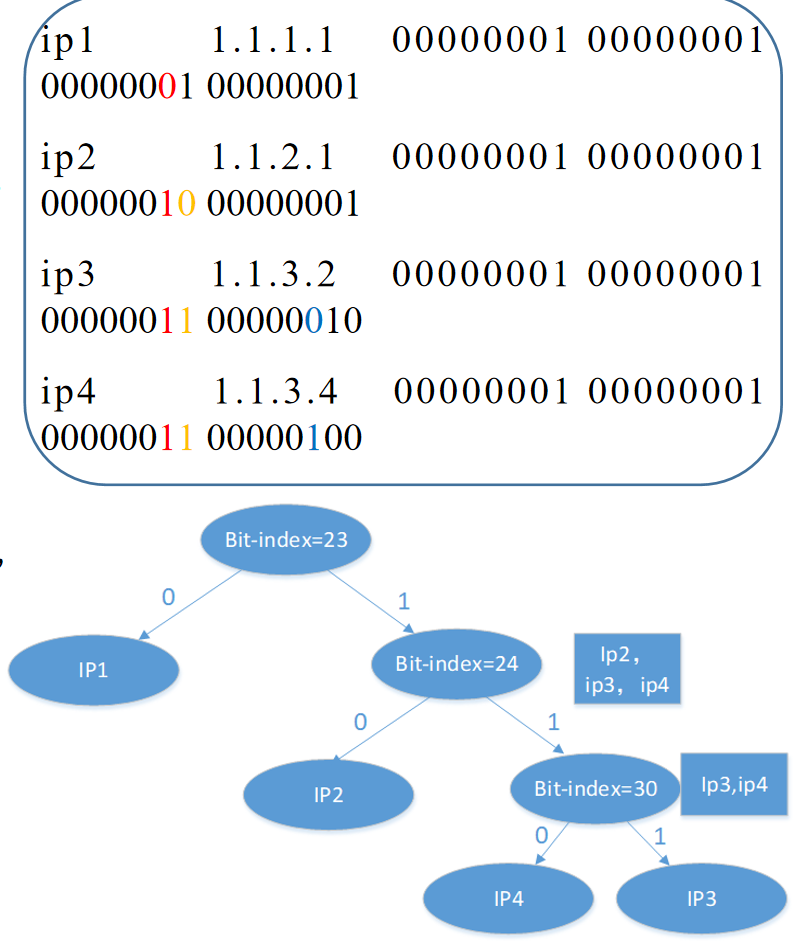 ip1 1.1.1.1 00000001 00000001
00000001 00000001
ip2 1.1.2.1 00000001 00000001
00000010 00000001
ip3 1.1.3.2 00000001 00000001
00000011 00000010
ip4 1.1.3.4 00000001 00000001
00000011 00000100
,
Bit-index=23
0
1
IP1
Bit-index=24
Ip2，
ip3， ip4
0
1
IP2
Bit-index=30
Ip3,ip4
0
1
IP4
IP3